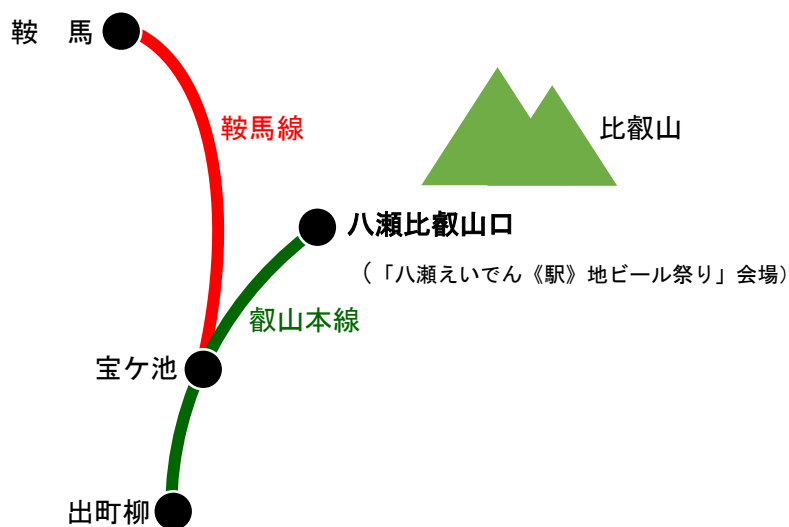 鞍　馬
鞍馬線
比叡山
八瀬比叡山口
（「八瀬えいでん《駅》地ビール祭り」会場）
叡山本線
宝ケ池
出町柳